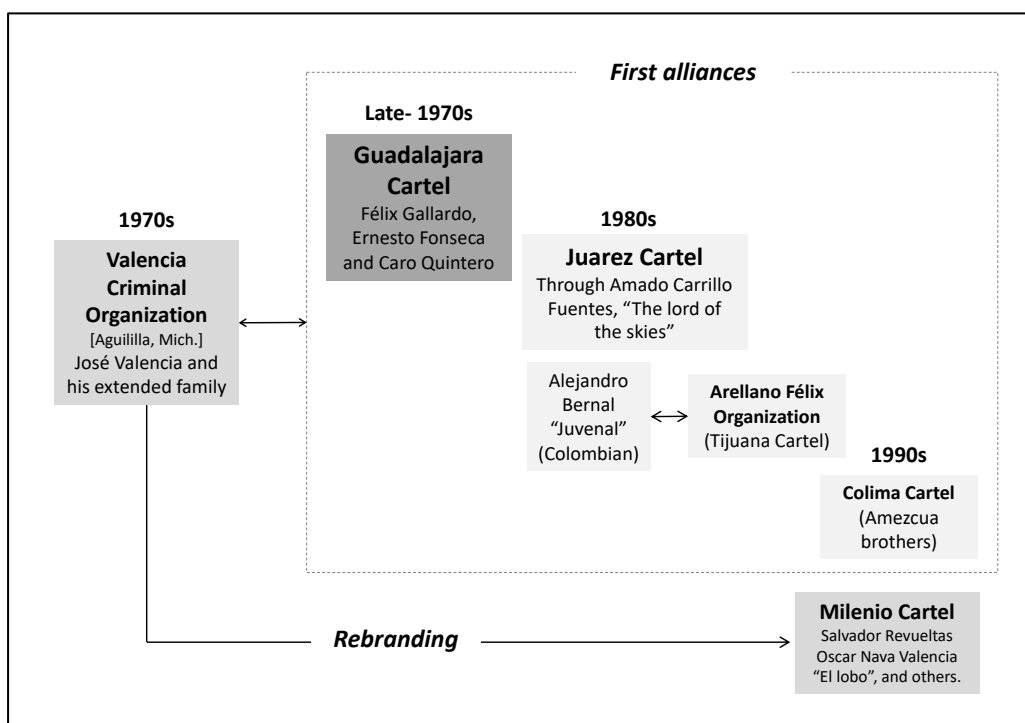 First alliances
Late- 1970s
Guadalajara
Cartel
Félix Gallardo,
Ernesto Fonseca
and Caro Quintero
1970s
Valencia
Criminal
Organization
[Aguililla, Mich.]
José Valencia and
his extended family
1980s
Juarez Cartel
Through Amado Carrillo
Fuentes, “The lord of
the skies”
Alejandro
Bernal
“Juvenal”
(Colombian)
Arellano Félix
Organization
(Tijuana Cartel)
1990s
Colima Cartel
(Amezcua
brothers)
Rebranding
Milenio Cartel
Salvador Revueltas
Oscar Nava Valencia
“El lobo”, and others.